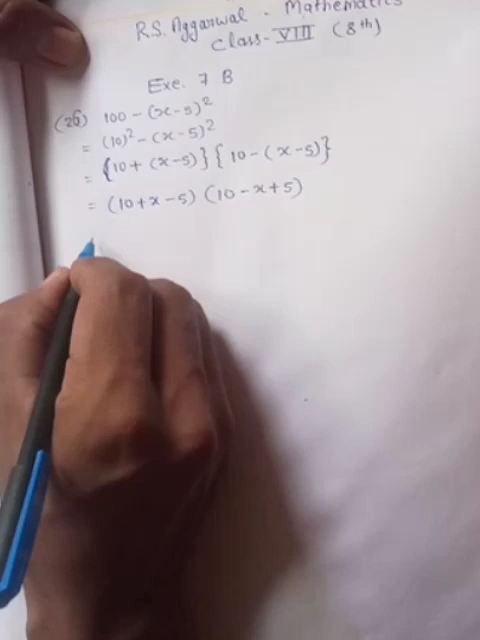 R.S. Aggarwal - Mathematics
Class - VIII (8th)
Exe. 7 B
(26) 100 - (x-5)²
= (10)² - (x-5)²
= {10 + (x-5)} {10 - (x-5)}
= (10+x-5) (10-x+5)